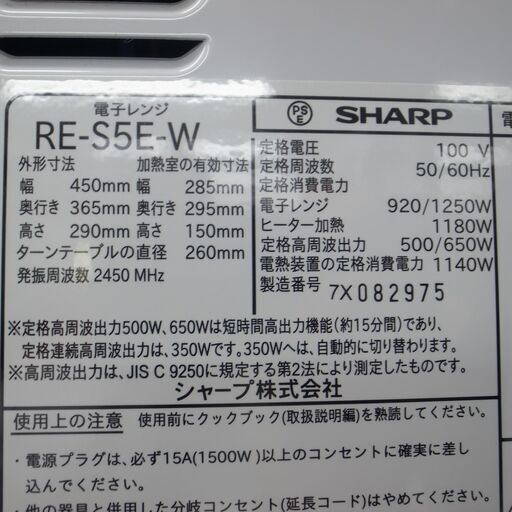 電子レンジ
RE-S5E-W
外形寸法 加熱室の有効寸法
幅 450mm 幅 285mm
奥行き 365mm 奥行き 295mm
高さ 290mm 高さ 150mm
ターンテーブルの直径 260mm
発振周波数 2450 MHz
PS
E
SHARP
定格電圧 100 V
定格周波数 50/60Hz
定格消費電力
電子レンジ 920/1250W
ヒーター加熱 1180W
定格高周波出力 500/650W
電熱装置の定格消費電力 1140W
製造番号 7X082975
※定格高周波出力500W、650Wは短時間高出力機能(約15分間)であり、
定格連続高周波出力は、350Wです。350Wへは、自動的に切り替わります。
※高周波出力は、JIS C 9250に規定する第2法により測定したものです。
シャープ株式会社
使用上の注意 使用前にクックブック(取扱説明編)を熟読してください。
・電源プラグは、必ず15A(1500W)以上のコンセントに確実に差し
込んでください。
・他の器具と併用した分岐コンセント(延長コード)はやめてください。
電